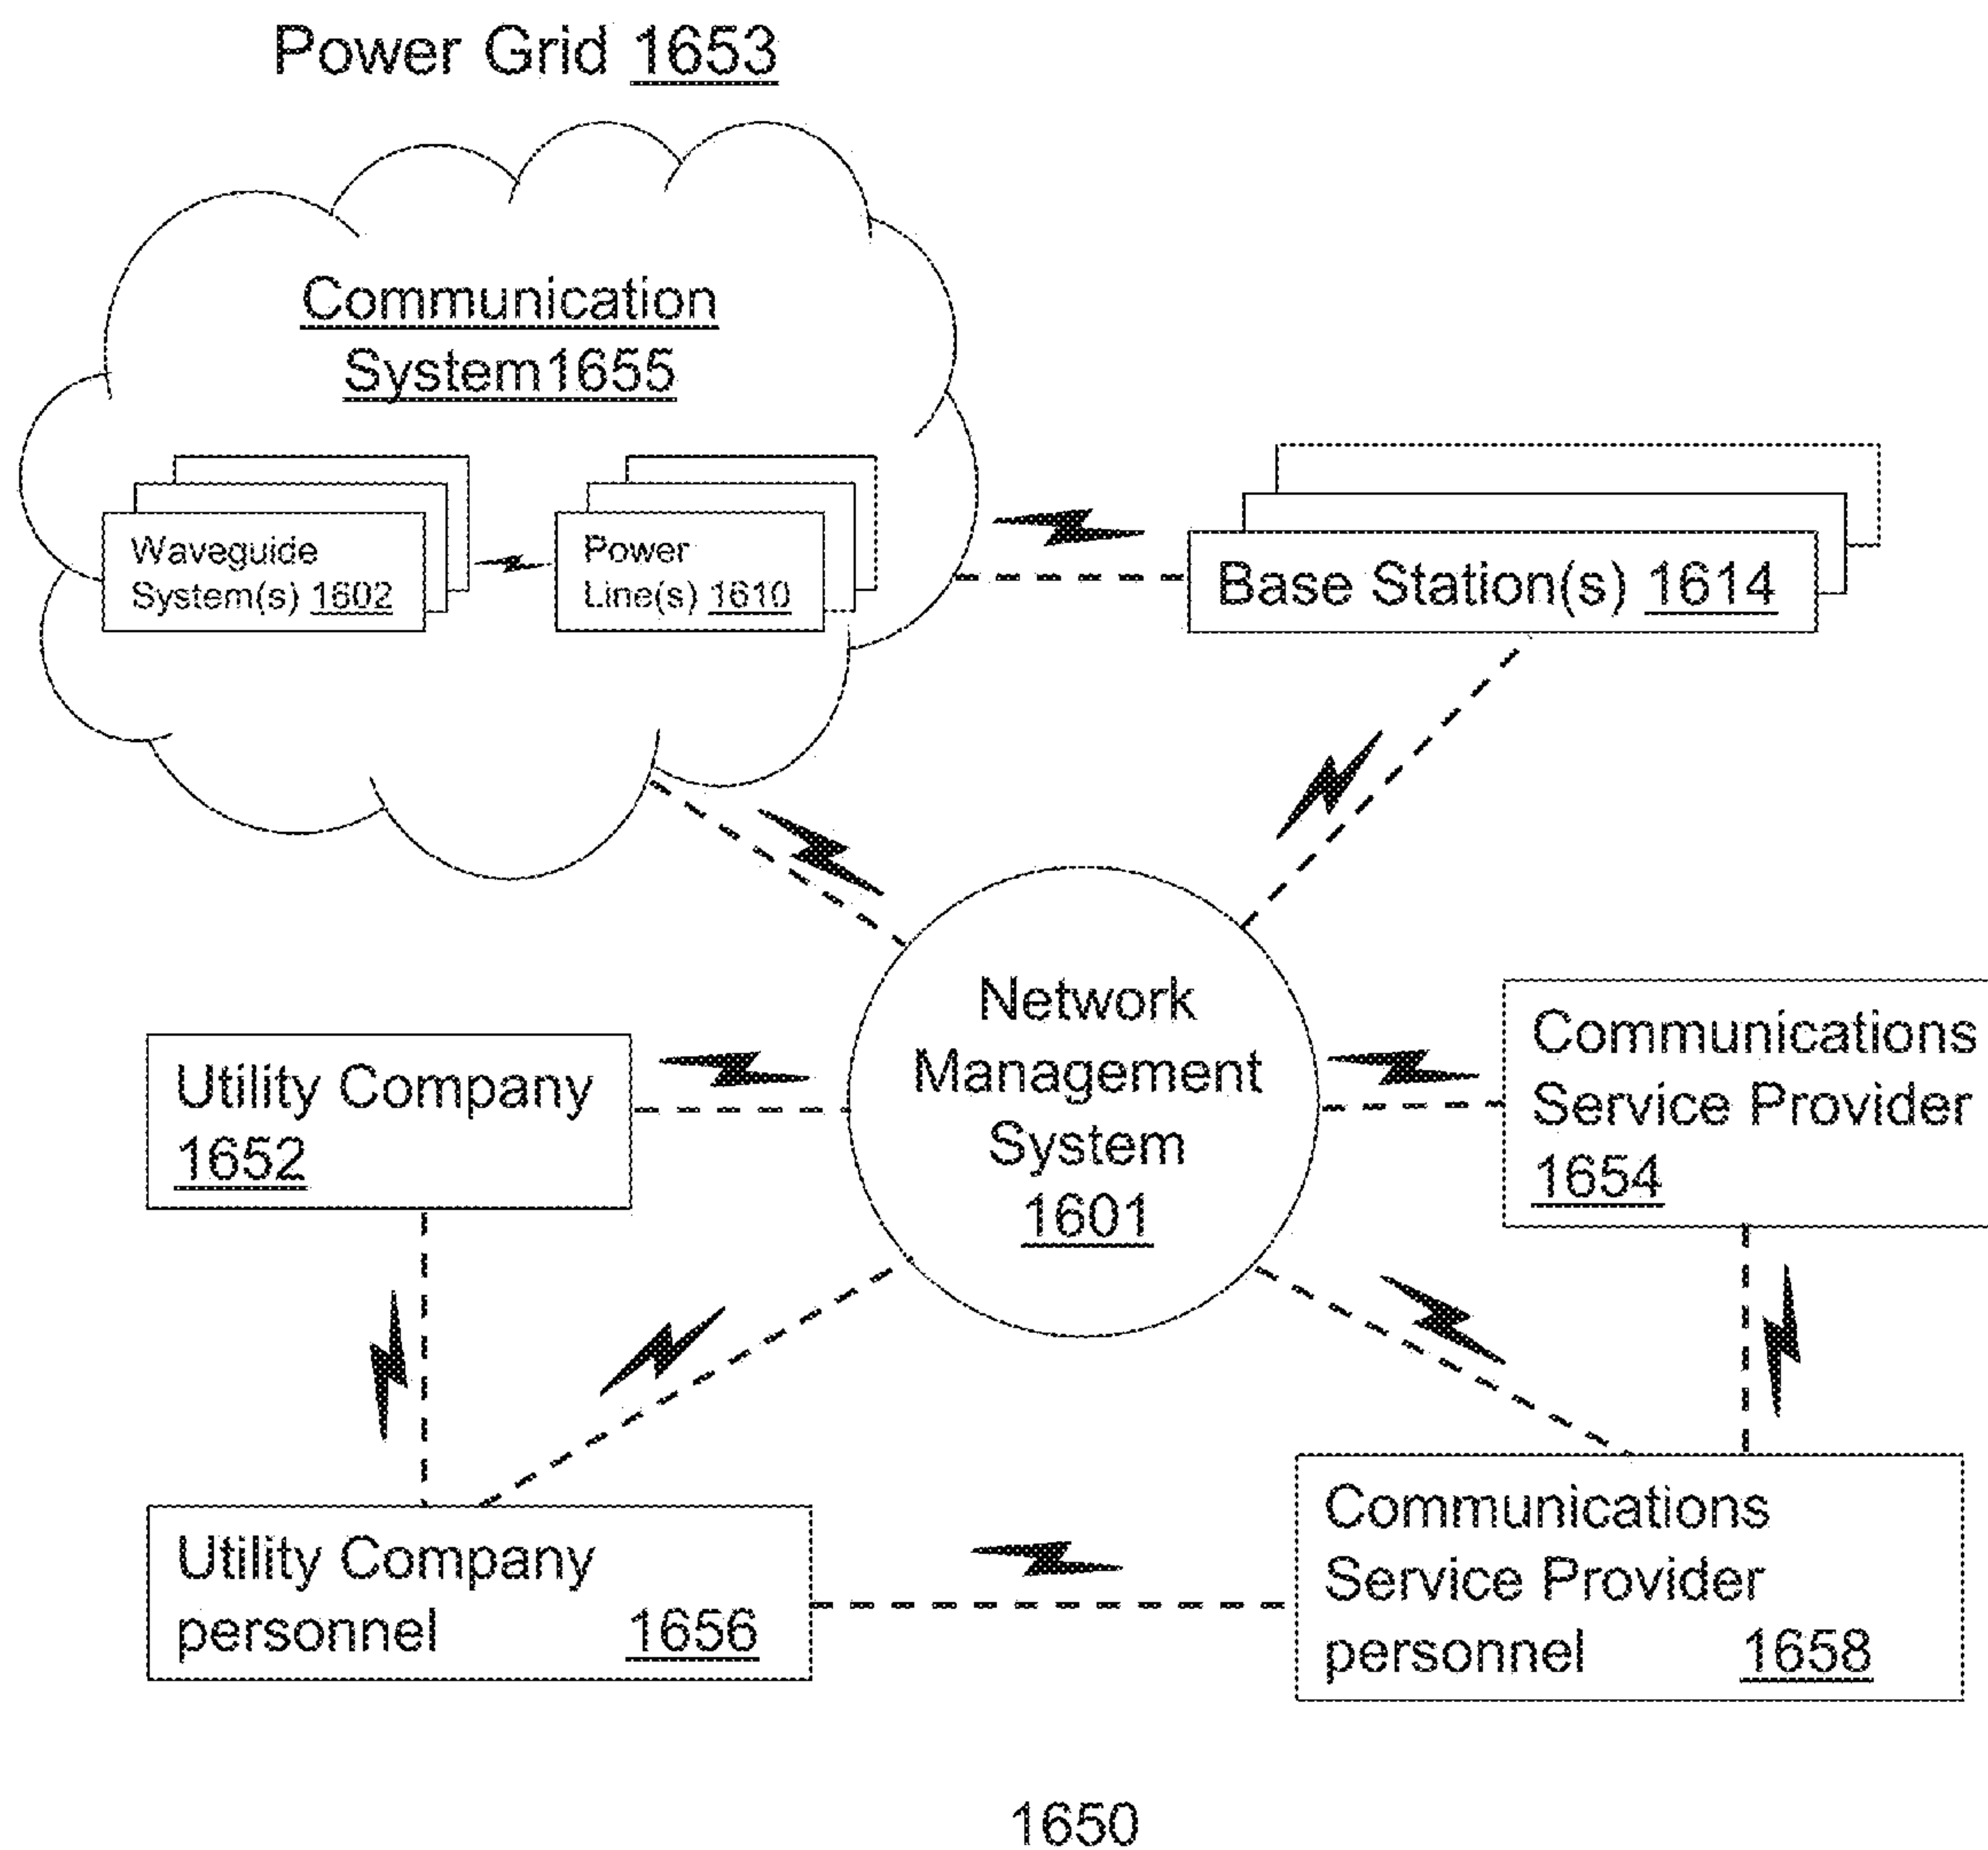 Power Grid 1653
Communication
System1655
Waveguide
System(s) 1602
Power
Line(s) 1610
Base Station(s) 1614
Network
Management
System
1601
Utility Company
1652
Communications
Service Provider
1654
Utility Company
personnel 1656
Communications
Service Provider
personnel 1658
1650